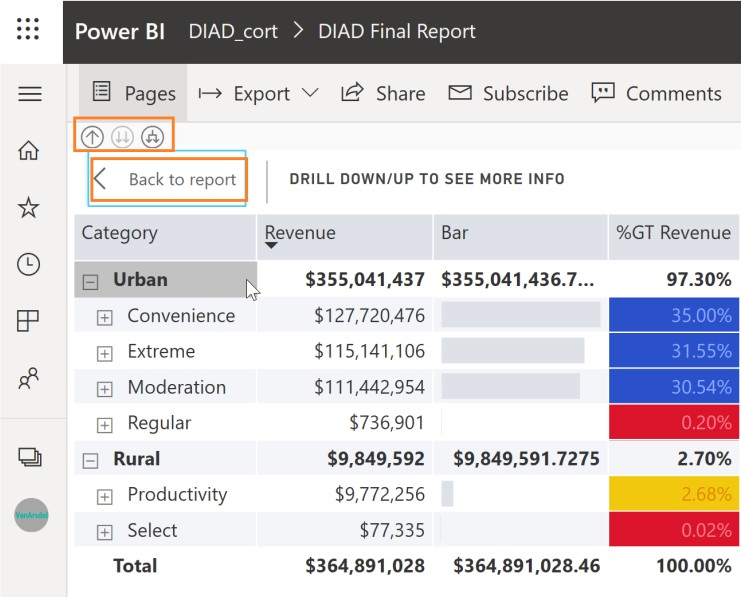 Power BI DIAD_cort > DIAD Final Report
Pages Export Share Subscribe Comments
Back to report DRILL DOWN/UP TO SEE MORE INFO
Category Revenue Bar %GT Revenue
Urban $355,041,437 $355,041,436.7... 97.30%
Convenience $127,720,476 35.00%
Extreme $115,141,106 31.55%
Moderation $111,442,954 30.54%
Regular $736,901 0.20%
Rural $9,849,592 $9,849,591.7275 2.70%
Productivity $9,772,256 2.68%
VanArsdel
Select $77,335 0.02%
Total $364,891,028 $364,891,028.46 100.00%